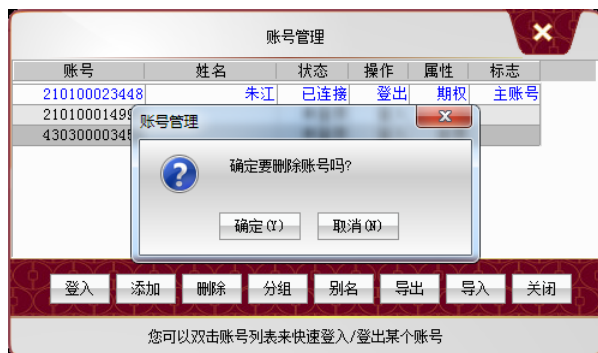 账号管理
账号 姓名 状态 操作 属性 标志
210100023448 朱江 已连接 登出 期权 主账号
21010001499
账号管理
43030000345
确定要删除账号吗?
确定(Y) 取消(N)
登入 添加 删除 分组 别名 导出 导入 关闭
您可以双击账号列表来快速登入/登出某个账号